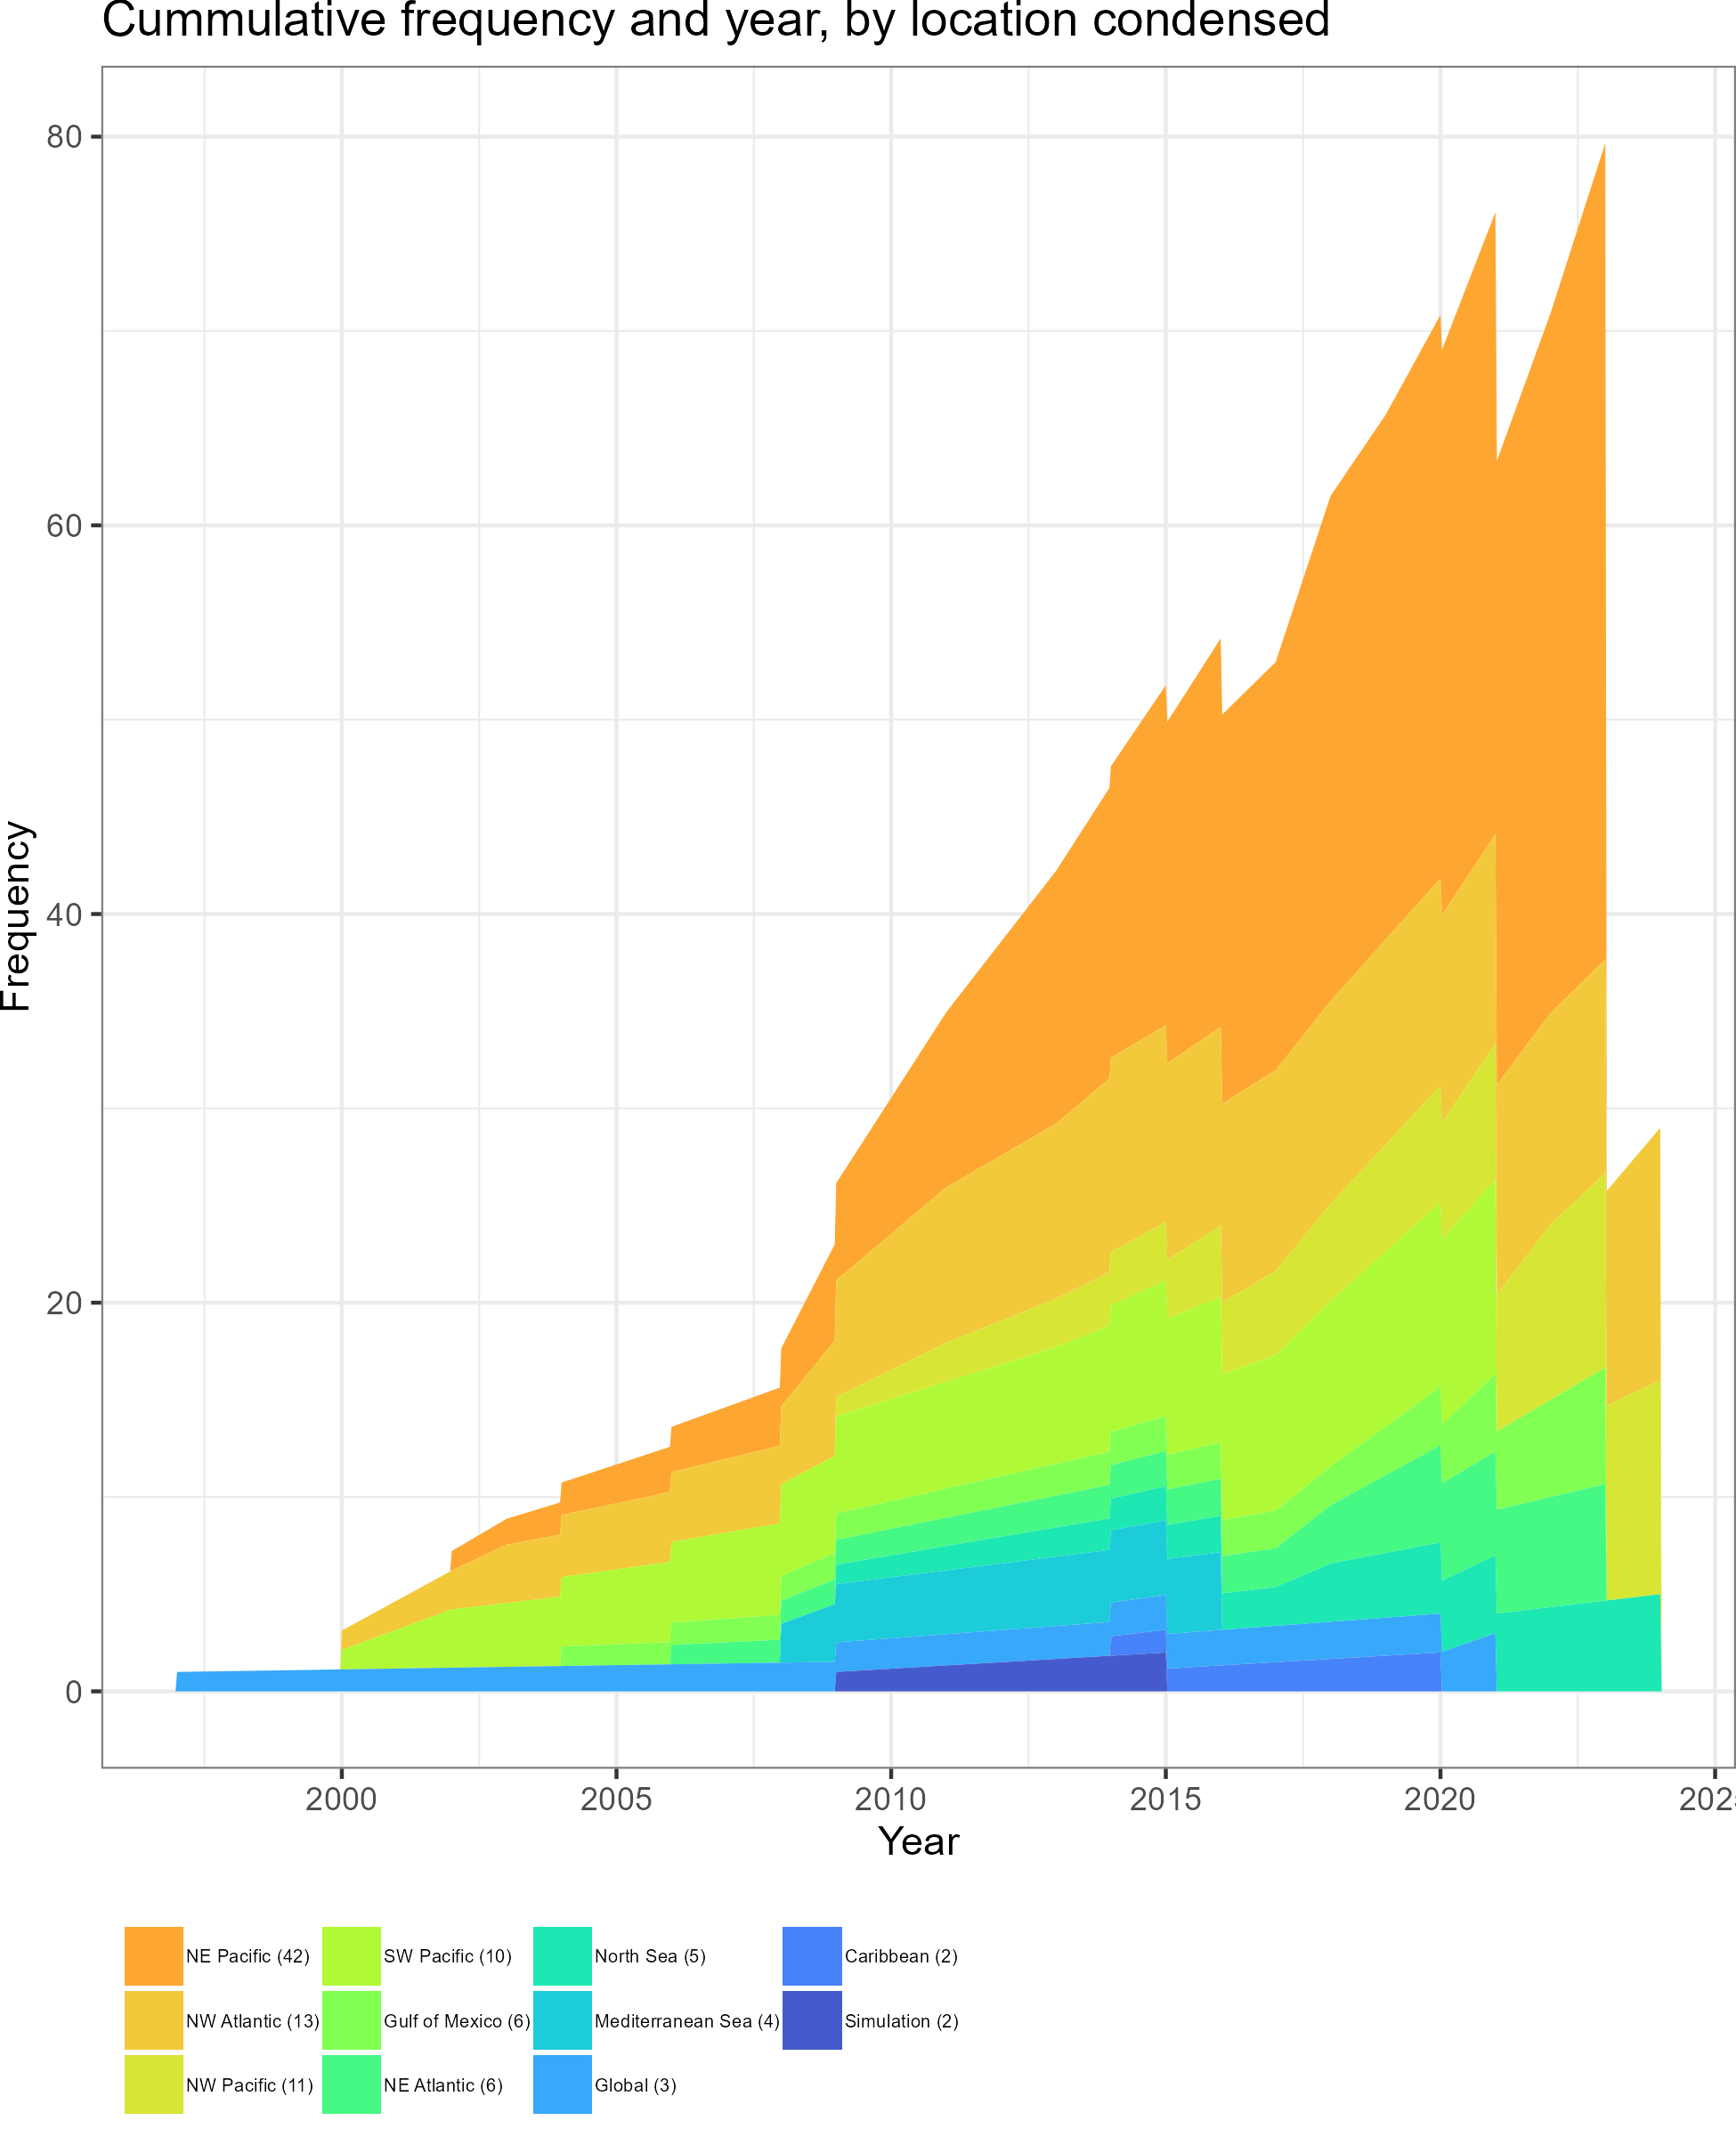 Cummulative frequency and year, by location condensed
80
60
40
20
0
Frequency
2000 2005 2010 2015 2020 202
Year
NE Pacific (42) SW Pacific (10) North Sea (5) Caribbean (2)
NW Atlantic (13) Gulf of Mexico (6) Mediterranean Sea (4) Simulation (2)
NW Pacific (11) NE Atlantic (6) Global (3)